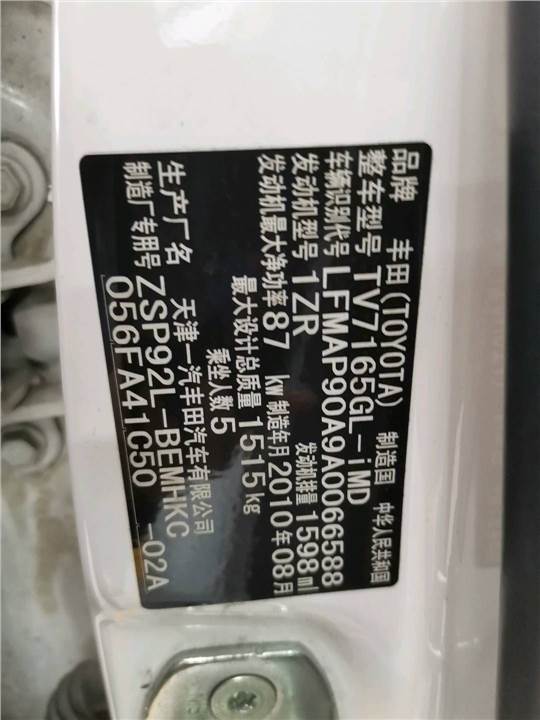 品牌 丰田(TOYOTA) 制造国 中华人民共和国
整车型号 TV7165GL-iMD
车辆识别代号 LFMAP90A9A0066588
发动机型号 1ZR 发动机排量 1598 ml
发动机最大净功率 87 kw 制造年月 2010年08月
最大设计总质量 1515kg
乘坐人数 5
生产厂名 天津一汽丰田汽车有限公司
制造厂专用号 ZSP92L-BEMHKC -02A
056FA41C50